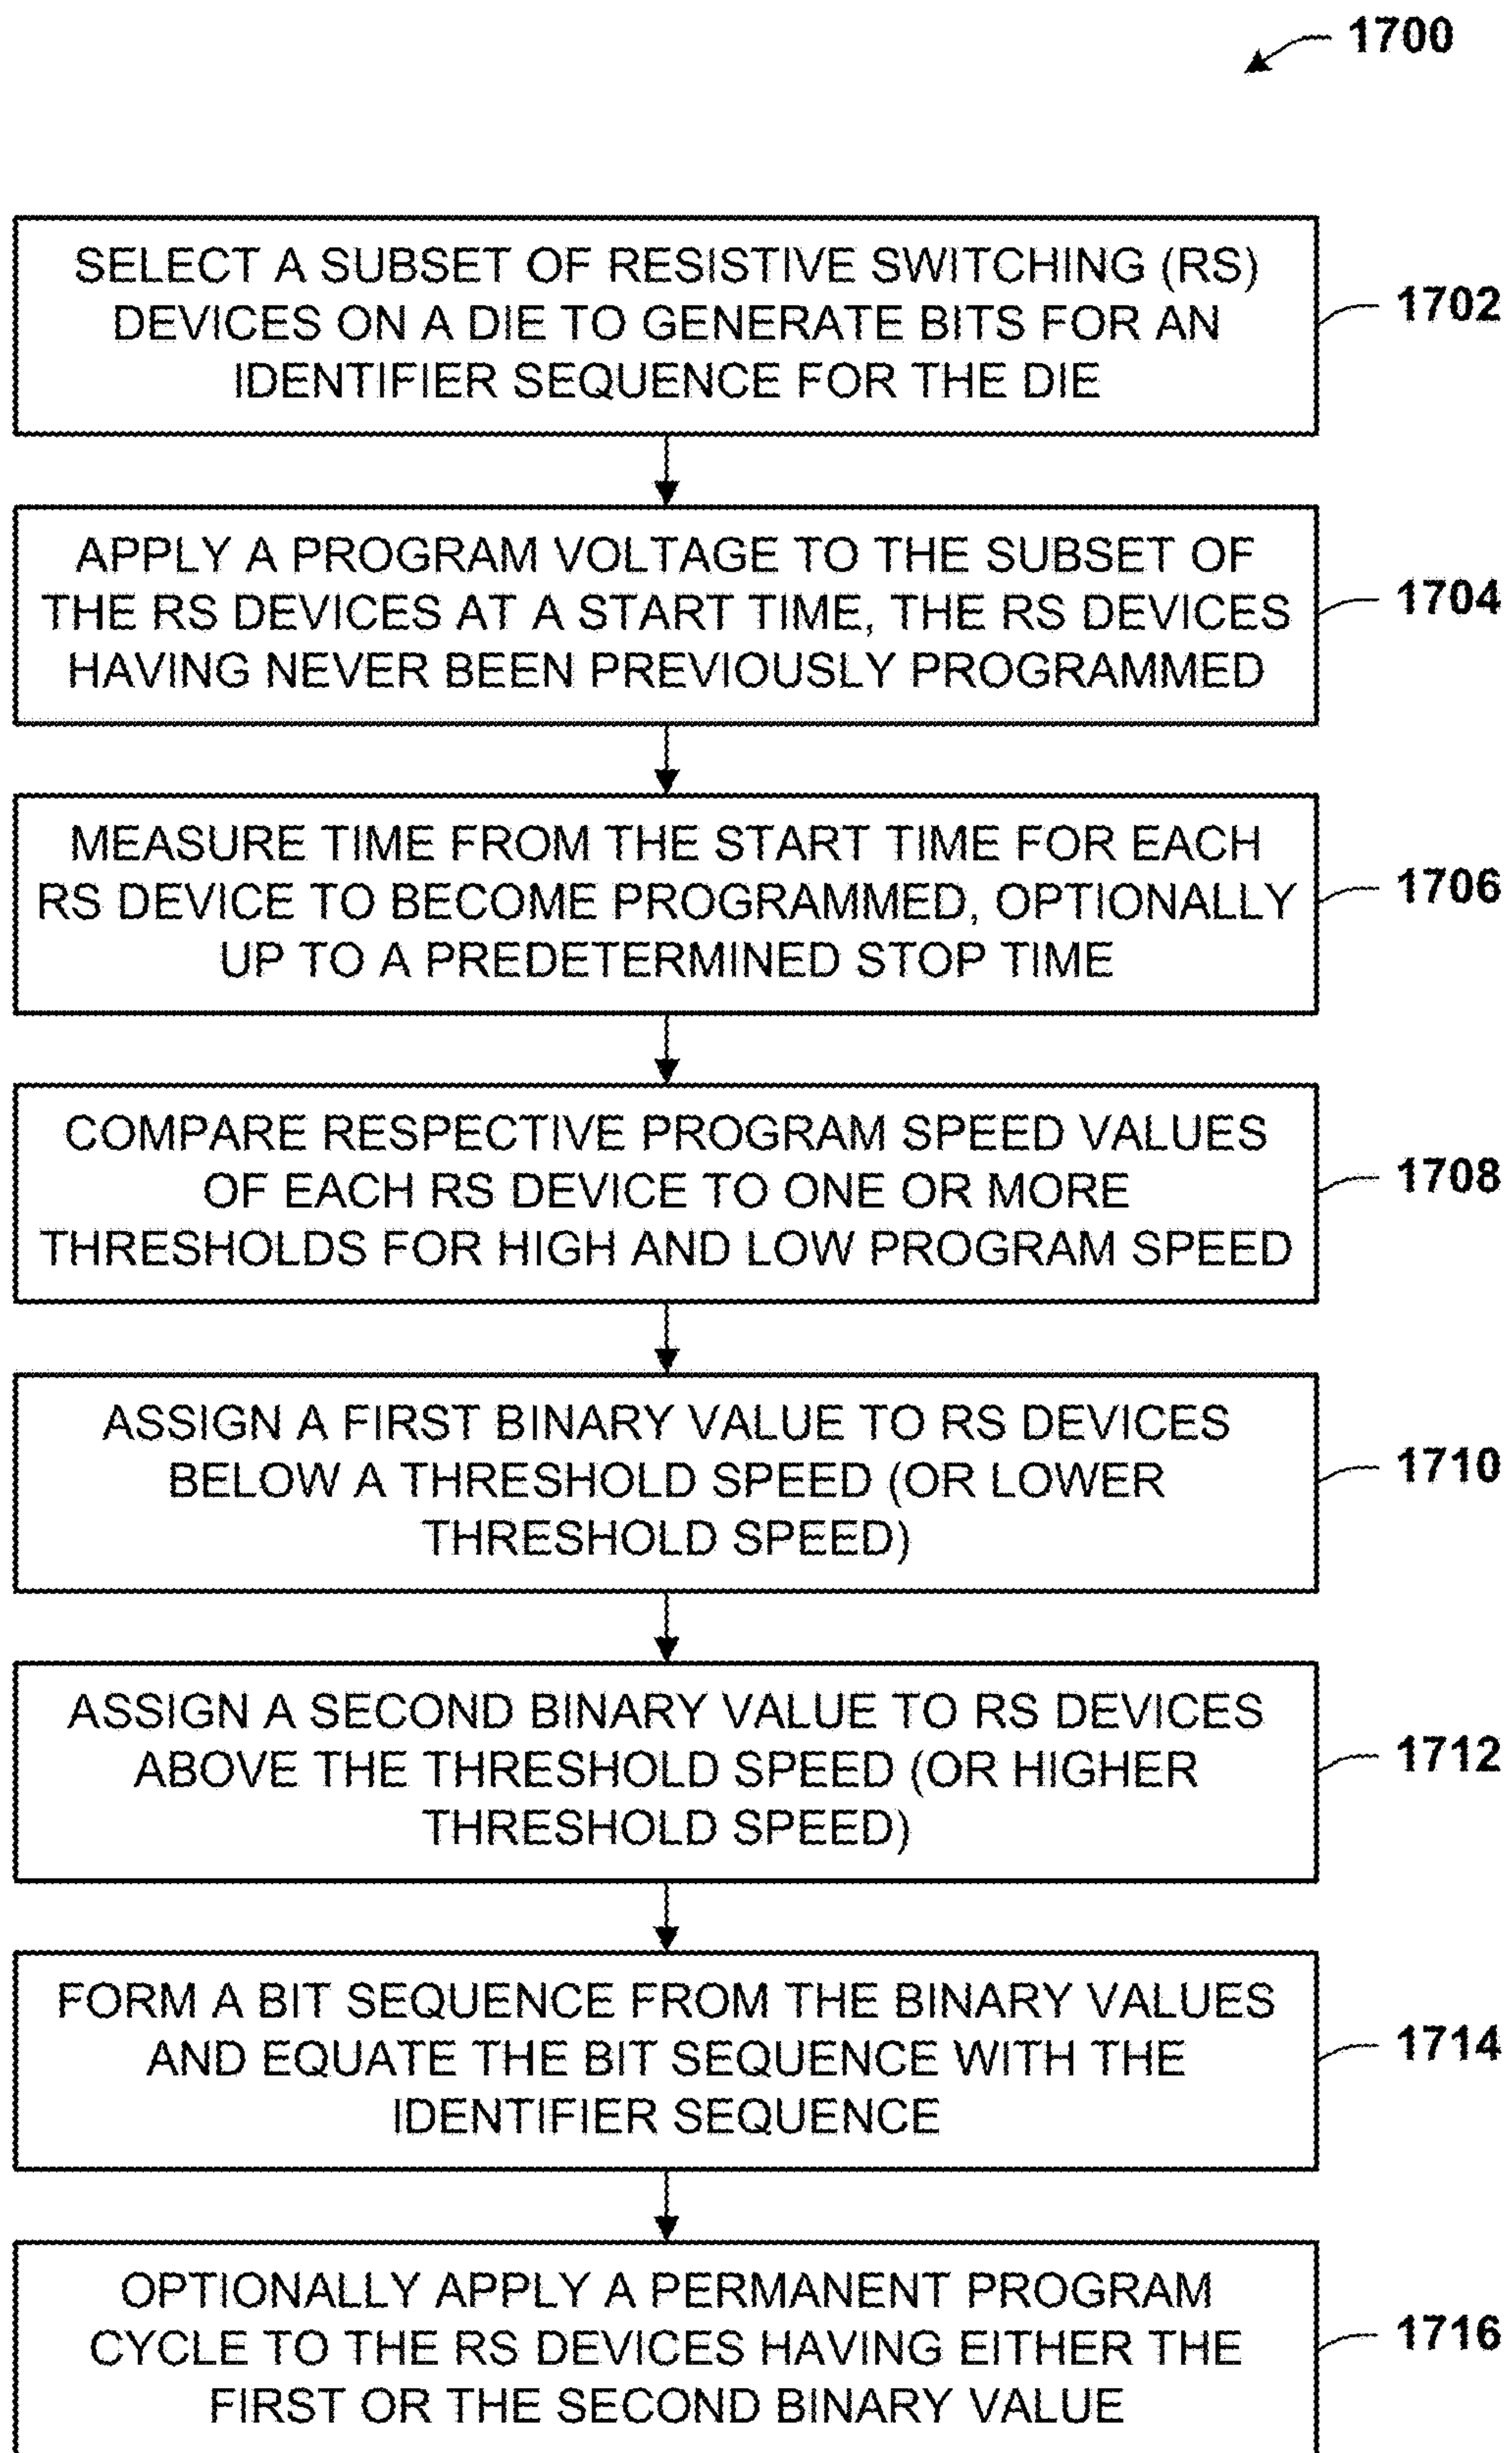 1700
SELECT A SUBSET OF RESISTIVE SWITCHING (RS)
DEVICES ON A DIE TO GENERATE BITS FOR AN
IDENTIFIER SEQUENCE FOR THE DIE
1702
APPLY A PROGRAM VOLTAGE TO THE SUBSET OF
THE RS DEVICES AT A START TIME, THE RS DEVICES
HAVING NEVER BEEN PREVIOUSLY PROGRAMMED
1704
MEASURE TIME FROM THE START TIME FOR EACH
RS DEVICE TO BECOME PROGRAMMED, OPTIONALLY
UP TO A PREDETERMINED STOP TIME
1706
COMPARE RESPECTIVE PROGRAM SPEED VALUES
OF EACH RS DEVICE TO ONE OR MORE
THRESHOLDS FOR HIGH AND LOW PROGRAM SPEED
1708
ASSIGN A FIRST BINARY VALUE TO RS DEVICES
BELOW A THRESHOLD SPEED (OR LOWER
THRESHOLD SPEED)
1710
ASSIGN A SECOND BINARY VALUE TO RS DEVICES
ABOVE THE THRESHOLD SPEED (OR HIGHER
THRESHOLD SPEED)
1712
FORM A BIT SEQUENCE FROM THE BINARY VALUES
AND EQUATE THE BIT SEQUENCE WITH THE
IDENTIFIER SEQUENCE
1714
OPTIONALLY APPLY A PERMANENT PROGRAM
CYCLE TO THE RS DEVICES HAVING EITHER THE
FIRST OR THE SECOND BINARY VALUE
1716